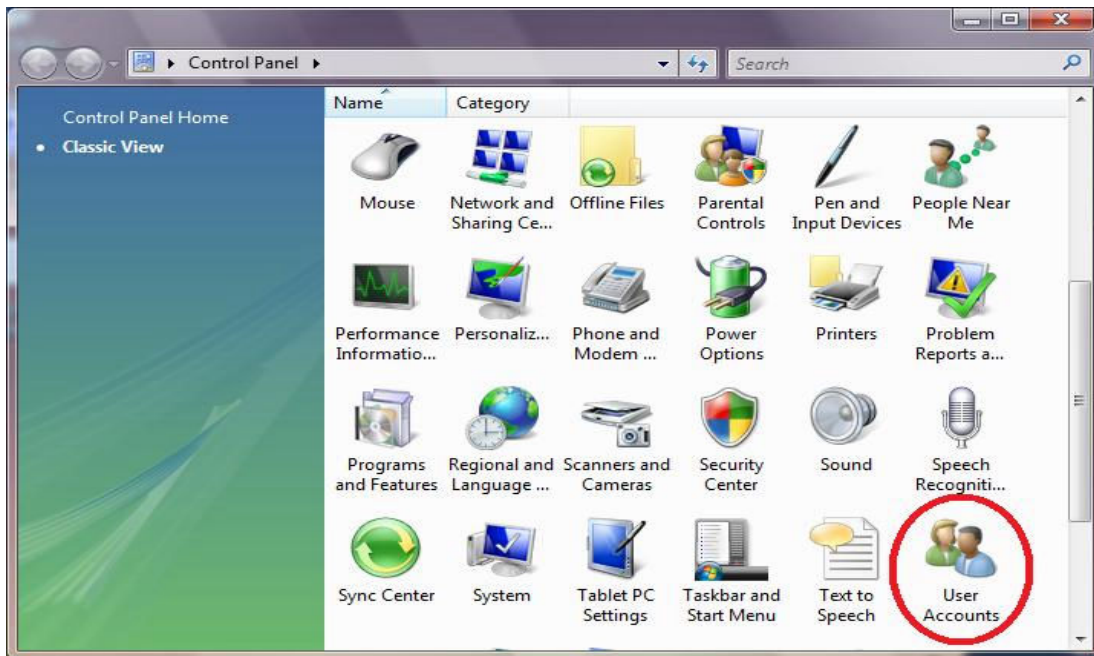 Control Panel
Search
Control Panel Home
Classic View
Name Category
Mouse
Network and
Sharing Ce...
Offline Files
Parental
Controls
Pen and
Input Devices
People Near
Me
Performance
Informatio...
Personaliz...
Phone and
Modem ...
Power
Options
Printers
Problem
Reports a...
Programs
and Features
Regional and
Language ...
Scanners and
Cameras
Security
Center
Sound
Speech
Recogniti...
Sync Center
System
Tablet PC
Settings
Taskbar and
Start Menu
Text to
Speech
User
Accounts